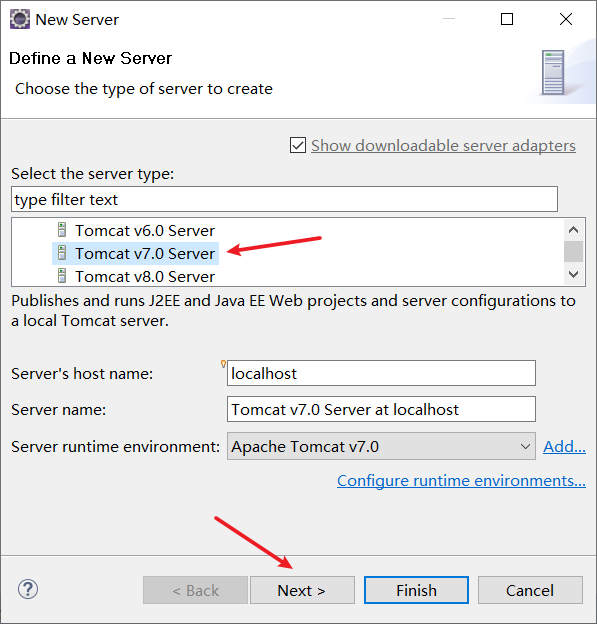 New Server
Define a New Server
Choose the type of server to create
Show downloadable server adapters
Select the server type:
type filter text
Tomcat v6.0 Server
Tomcat v7.0 Server
Tomcat v8.0 Server
Publishes and runs J2EE and Java EE Web projects and server configurations to
a local Tomcat server.
Server's host name:
localhost
Server name:
Tomcat v7.0 Server at localhost
Server runtime environment:
Apache Tomcat v7.0
Add...
Configure runtime environments...
?
< Back
Next >
Finish
Cancel